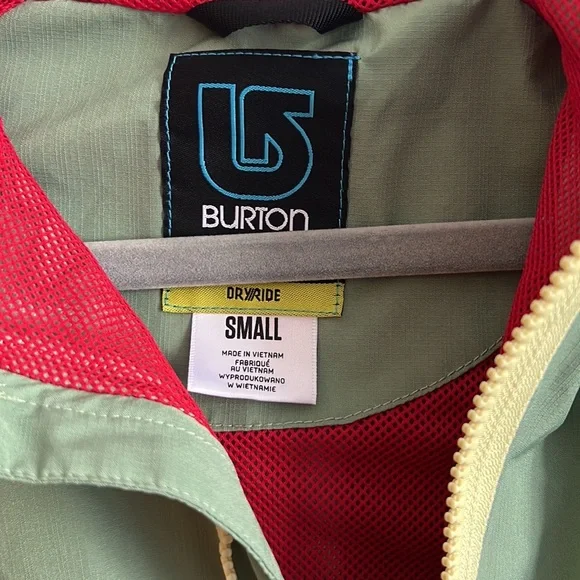 BURTON
DRYRIDE
SMALL
MADE IN VIETNAM
FABRIQUÉ
AU VIETNAM
WYPRODUKOWANO
W WIETNAMIE